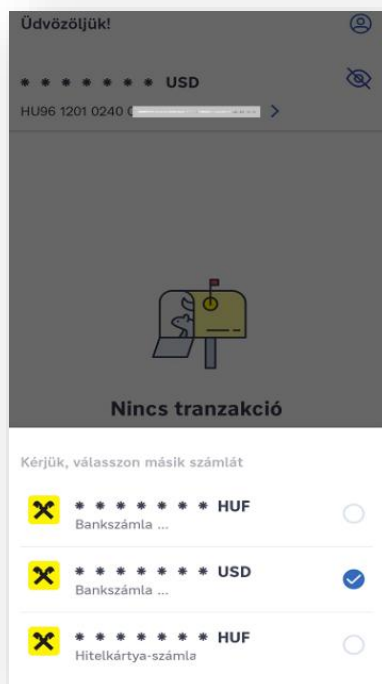 Üdvözöljük!
* * * * * * * USD
HU96 1201 0240
Nincs tranzakció
Kérjük, válasszon másik számlát
* * * * * * * HUF
Bankszámla ...
* * * * * * * USD
Bankszámla ...
* * * * * * * HUF
Hitelkártya-számla